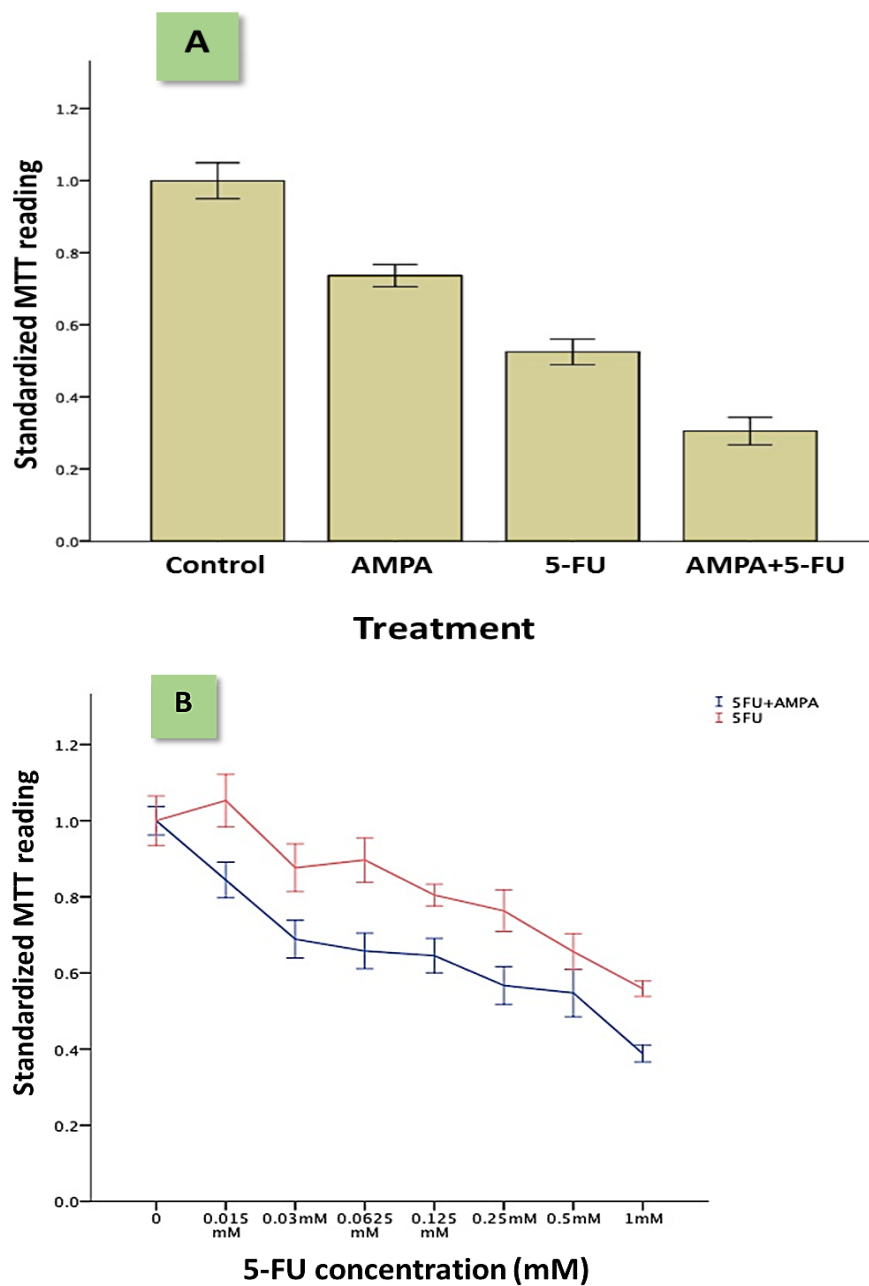 A
Standardized MTT reading
1.2
1.0
0.8
0.6
0.4
0.2
0.0
Control AMPA 5-FU AMPA+5-FU
Treatment
B
5FU+AMPA
5FU
Standardized MTT reading
1.2
1.0
0.8
0.6
0.4
0.2
0.0
0 0.015 0.03mM 0.0625 0.125 0.25mM 0.5mM 1mM
mM mM mM
5-FU concentration (mM)